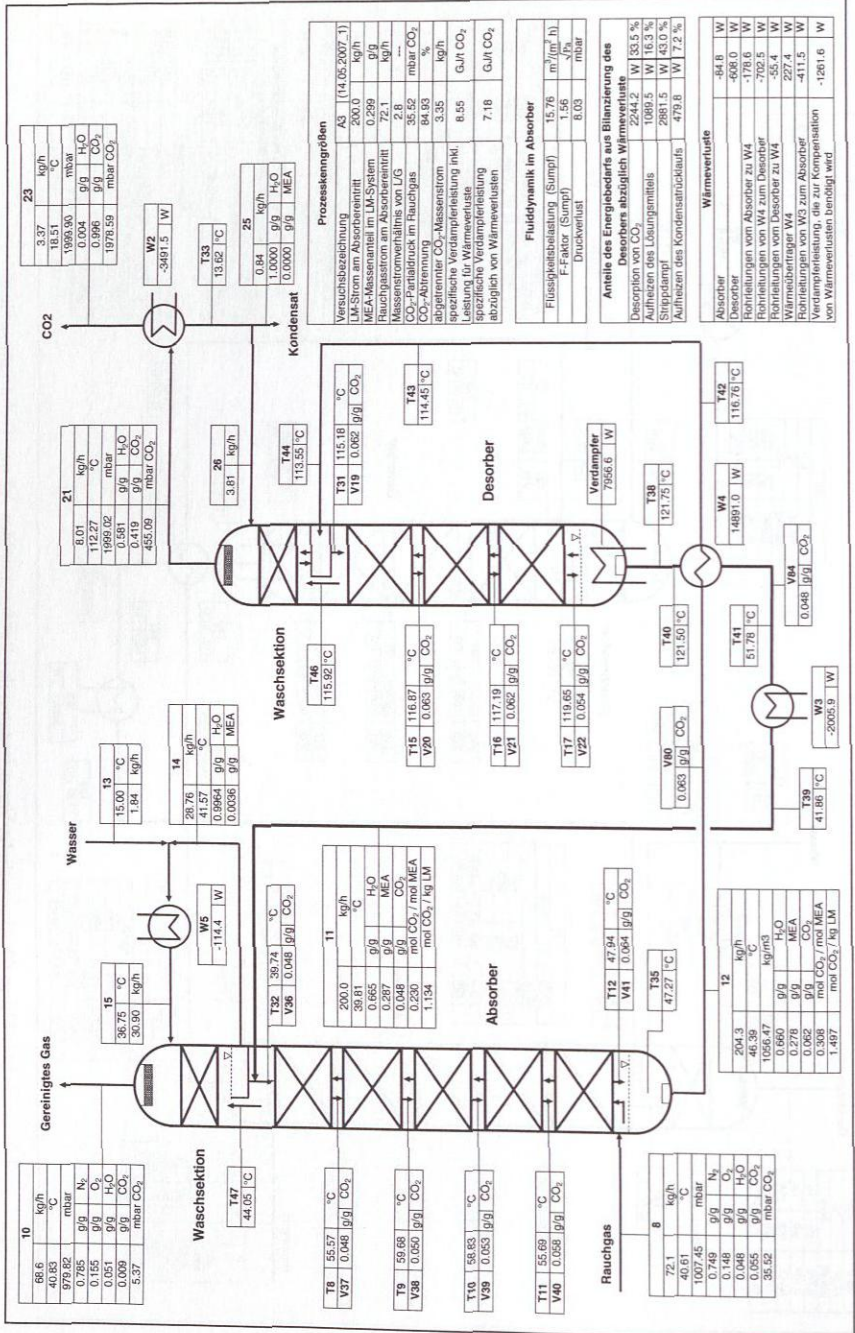 10
68.6 kg/h
40.83 °C
979.82 mbar
0.785 g/g N₂
0.155 g/g O₂
0.051 g/g H₂O
0.009 g/g CO₂
5.37 mbar CO₂
Gereinigtes Gas
Waschsektion
T47
44.05 °C
15
36.75 °C
30.90 kg/h
W5
-114.4 W
Wasser
13
15.00 °C
1.84 kg/h
14
28.76 kg/h
41.57 °C
0.9964 g/g H₂O
0.0036 g/g MEA
T32 39.74 °C
V36 0.048 g/g CO₂
11
200.0 kg/h
39.81 °C
0.665 g/g H₂O
0.287 g/g MEA
0.048 g/g CO₂
0.230 mol CO₂ / mol MEA
1.134 mol CO₂ / kg LM
Absorber
T8 55.57 °C
V37 0.048 g/g CO₂
T9 59.68 °C
V38 0.050 g/g CO₂
T10 58.83 °C
V39 0.053 g/g CO₂
T11 55.69 °C
V40 0.058 g/g CO₂
T12 47.94 °C
V41 0.064 g/g CO₂
T35
47.27 °C
Rauchgas
8
72.1 kg/h
40.61 °C
1007.45 mbar
0.749 g/g N₂
0.148 g/g O₂
0.048 g/g H₂O
0.055 g/g CO₂
35.52 mbar CO₂
12
204.3 kg/h
46.39 °C
1056.47 kg/m3
0.660 g/g H₂O
0.278 g/g MEA
0.062 g/g CO₂
0.308 mol CO₂ / mol MEA
1.497 mol CO₂ / kg LM
T39
41.86 °C
W3
-2005.9 W
T41
51.78 °C
V84
0.048 g/g CO₂
V80
0.063 g/g CO₂
T40
121.50 °C
T38
121.75 °C
W4
14891.0 W
T42
116.76 °C
Verdampfer
7956.6 W
Desorber
Waschsektion
T46
115.92 °C
T15 116.87 °C
V20 0.063 g/g CO₂
T16 117.19 °C
V21 0.062 g/g CO₂
T17 119.65 °C
V22 0.054 g/g CO₂
T31 115.18 °C
V19 0.062 g/g CO₂
T44
113.55 °C
T43
114.45 °C
26
3.81 kg/h
21
8.01 kg/h
112.27 °C
1999.02 mbar
0.581 g/g H₂O
0.419 g/g CO₂
455.09 mbar CO₂
CO2
23
3.37 kg/h
18.51 °C
1999.90 mbar
0.004 g/g H₂O
0.996 g/g CO₂
1978.59 mbar CO₂
W2
-3491.5 W
T33
13.62 °C
25
0.84 kg/h
1.0000 g/g H₂O
0.0000 g/g MEA
Kondensat
Prozesskenngrößen
Versuchsbezeichnung A3 (14.05.2007_1)
LM-Strom am Absorbereintritt 200.0 kg/h
MEA-Massenanteil im LM-System 0.299 g/g
Rauchgasstrom am Absorbereintritt 72.1 kg/h
Massenstromverhältnis von L/G 2.8 ---
CO₂-Partialdruck im Rauchgas 35.52 mbar CO₂
CO₂-Abtrennung 84.93 %
abgetrennter CO₂-Massenstrom 3.35 kg/h
spezifische Verdampferleistung inkl.
Leistung für Wärmeverluste 8.55 GJ/t CO₂
spezifische Verdampferleistung
abzüglich von Wärmeverlusten 7.18 GJ/t CO₂
Fluiddynamik im Absorber
Flüssigkeitsbelastung (Sumpf) 15.76 m³/(m² h)
F-Faktor (Sumpf) 1.56 √Pa
Druckverlust 8.03 mbar
Anteile des Energiebedarfs aus Bilanzierung des
Desorbers abzüglich Wärmeverluste
Desorption von CO₂ 2244.2 W 33.5 %
Aufheizen des Lösungsmittels 1089.5 W 16.3 %
Strippdampf 2881.5 W 43.0 %
Aufheizen des Kondensatrücklaufs 479.8 W 7.2 %
Wärmeverluste
Absorber -84.8 W
Desorber -608.0 W
Rohrleitungen vom Absorber zu W4 -178.6 W
Rohrleitungen von W4 zum Desorber -702.5 W
Rohrleitungen vom Desorber zu W4 -55.4 W
Wärmeübertrager W4 227.4 W
Rohrleitungen von W3 zum Absorber -411.5 W
Verdampferleistung, die zur Kompensation
von Wärmeverlusten benötigt wird -1261.6 W